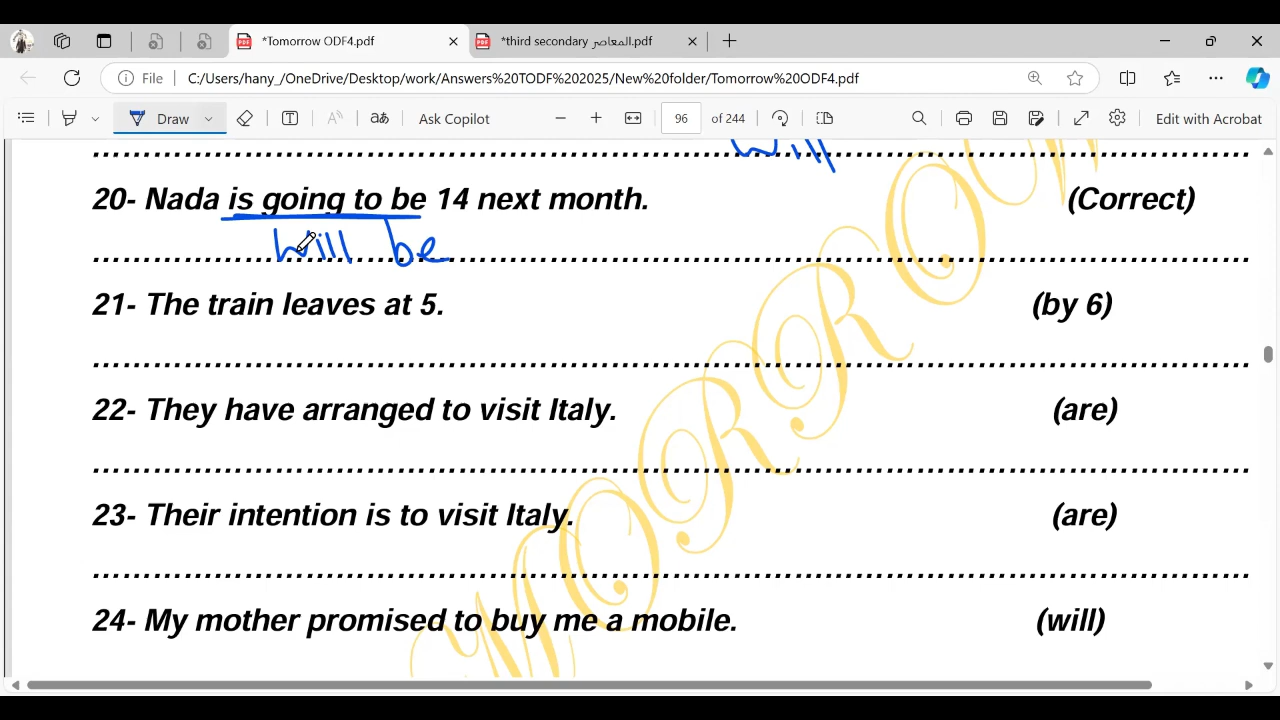 *Tomorrow ODF4.pdf
*third secondary المعاصر.pdf
File
C:/Users/hany_/OneDrive/Desktop/work/Answers%20TODF%202025/New%20folder/Tomorrow%20ODF4.pdf
Draw
aあ
Ask Copilot
96 of 244
Edit with Acrobat
will
20- Nada is going to be 14 next month. (Correct)
will be
21- The train leaves at 5. (by 6)
22- They have arranged to visit Italy. (are)
23- Their intention is to visit Italy. (are)
24- My mother promised to buy me a mobile. (will)